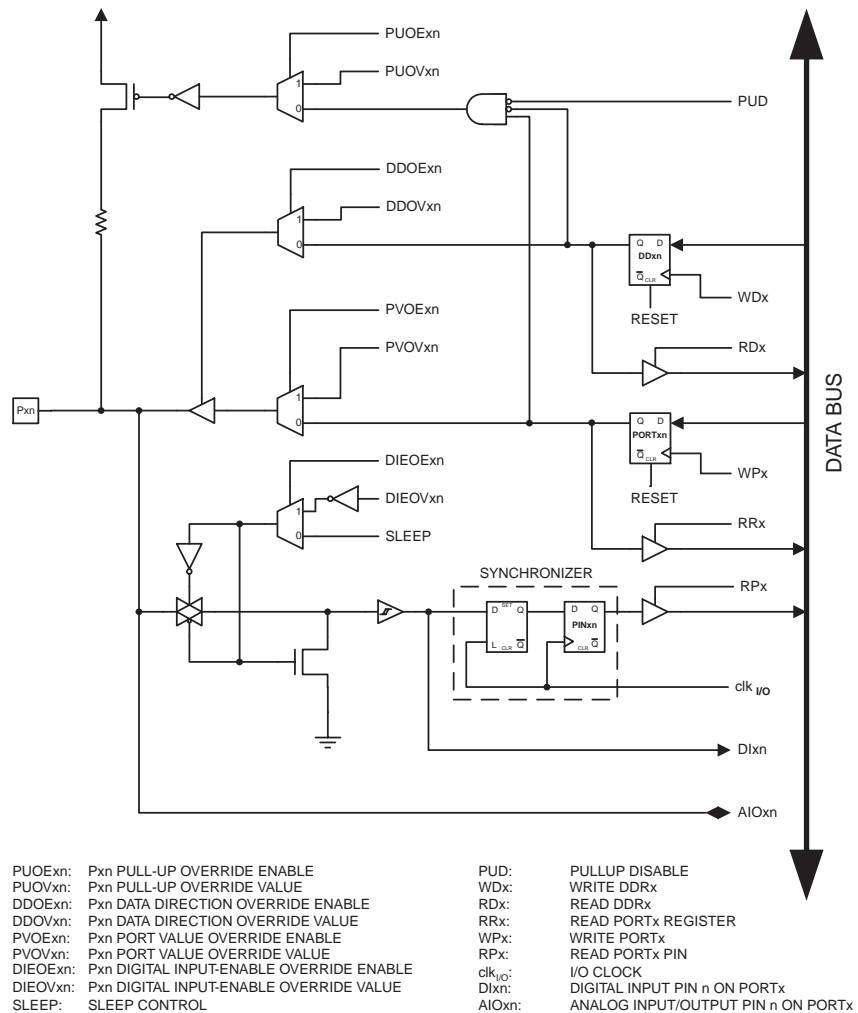 PUOExn
PUOVxn
1
0
PUD
DDOExn
DDOVxn
1
0
Q D
DDxn
Q CLR
WDx
RESET
RDx
PVOExn
PVOVxn
1
0
Pxn
Q D
PORTxn
Q CLR
WPx
RESET
RRx
DATA BUS
DIEOExn
DIEOVxn
1
0
SLEEP
SYNCHRONIZER
D SET Q
L CLR Q
D Q
PINxn
CLR Q
RPx
clk I/O
DIxn
AIOxn
PUOExn: Pxn PULL-UP OVERRIDE ENABLE
PUOVxn: Pxn PULL-UP OVERRIDE VALUE
DDOExn: Pxn DATA DIRECTION OVERRIDE ENABLE
DDOVxn: Pxn DATA DIRECTION OVERRIDE VALUE
PVOExn: Pxn PORT VALUE OVERRIDE ENABLE
PVOVxn: Pxn PORT VALUE OVERRIDE VALUE
DIEOExn: Pxn DIGITAL INPUT-ENABLE OVERRIDE ENABLE
DIEOVxn: Pxn DIGITAL INPUT-ENABLE OVERRIDE VALUE
SLEEP: SLEEP CONTROL
PUD: PULLUP DISABLE
WDx: WRITE DDRx
RDx: READ DDRx
RRx: READ PORTx REGISTER
WPx: WRITE PORTx
RPx: READ PORTx PIN
clkI/O: I/O CLOCK
DIxn: DIGITAL INPUT PIN n ON PORTx
AIOxn: ANALOG INPUT/OUTPUT PIN n ON PORTx